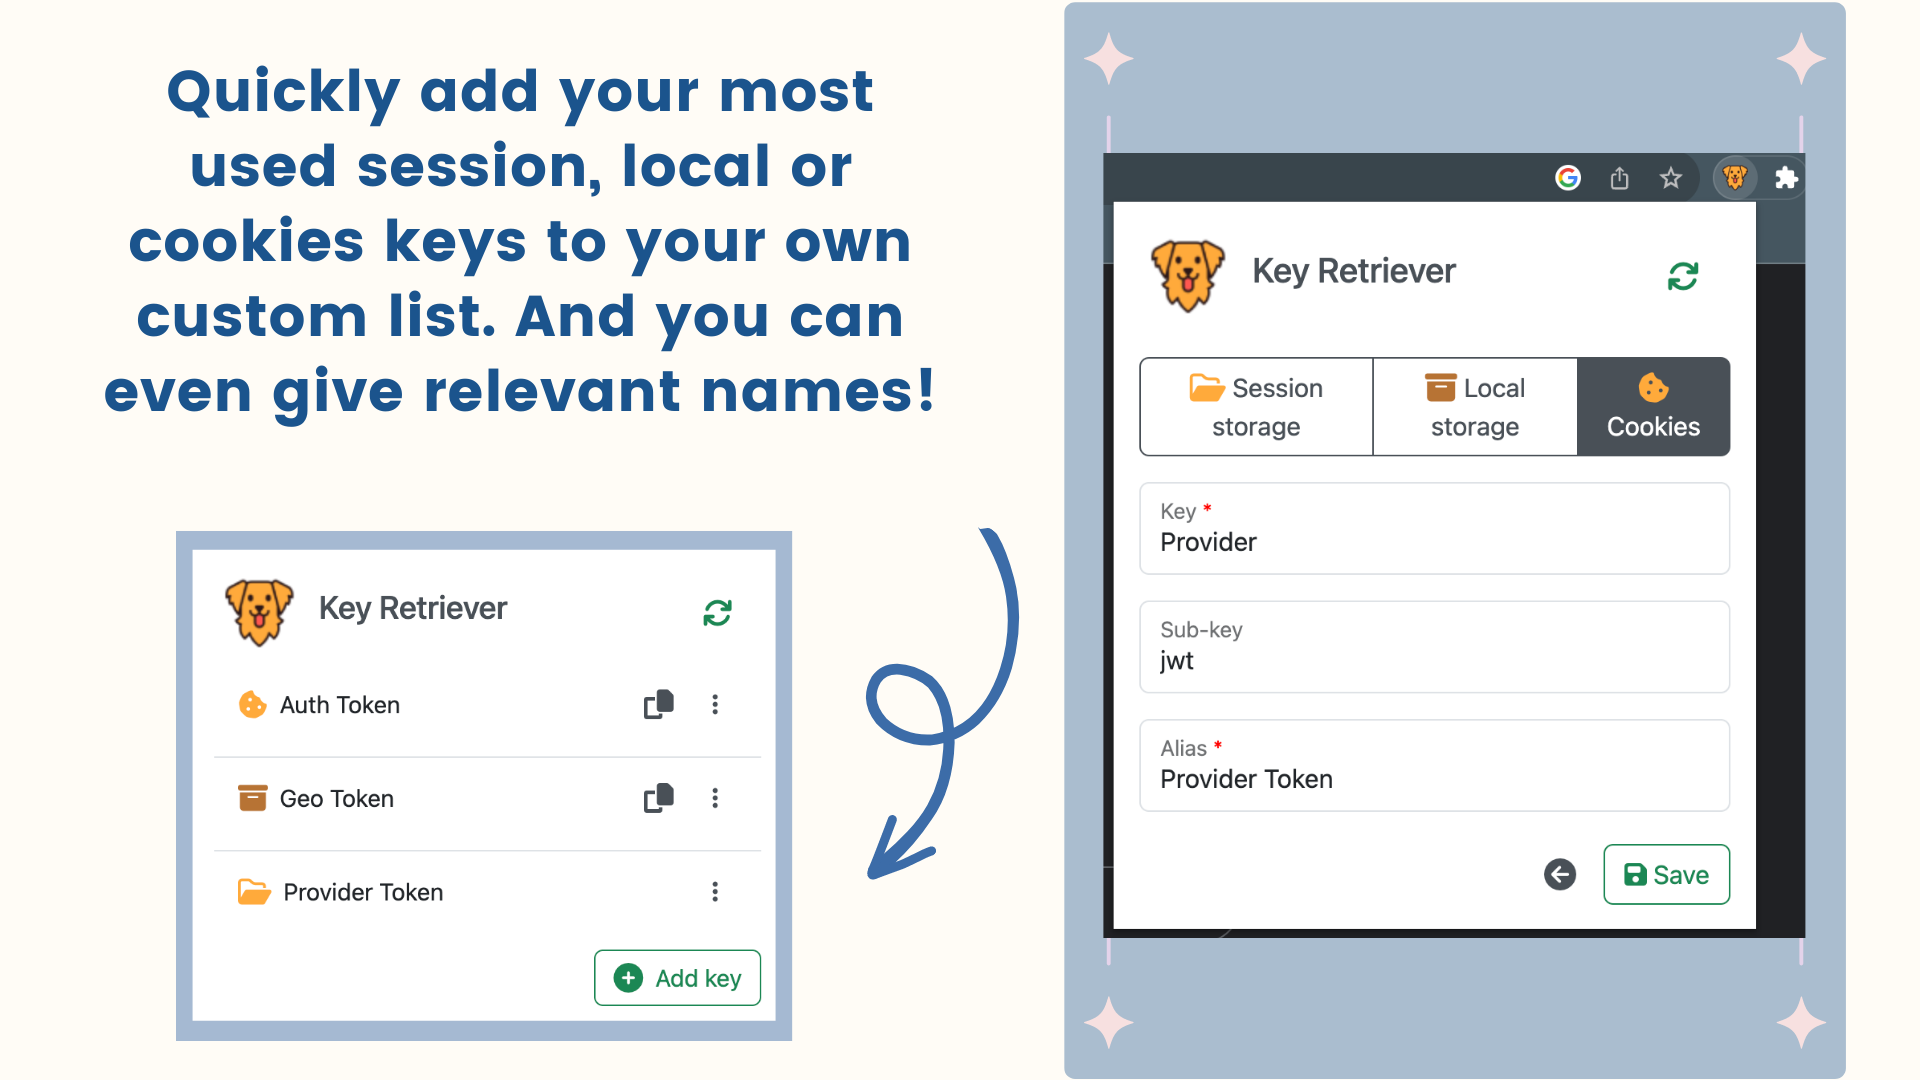 Quickly add your most
used session, local or
cookies keys to your own
custom list. And you can
even give relevant names!
Key Retriever
Auth Token
Geo Token
Provider Token
Add key
Key Retriever
Session
storage
Local
storage
Cookies
Key *
Provider
Sub-key
jwt
Alias *
Provider Token
Save